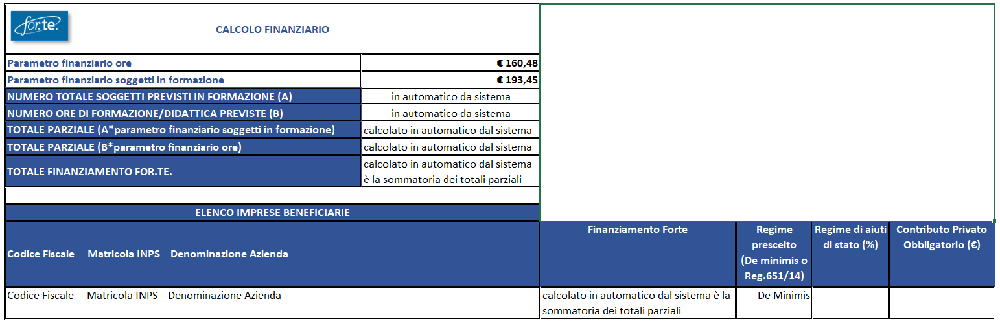 for.te.
CALCOLO FINANZIARIO
Parametro finanziario ore € 160,48
Parametro finanziario soggetti in formazione € 193,45
NUMERO TOTALE SOGGETTI PREVISTI IN FORMAZIONE (A) in automatico da sistema
NUMERO ORE DI FORMAZIONE/DIDATTICA PREVISTE (B) in automatico da sistema
TOTALE PARZIALE (A*parametro finanziario soggetti in formazione) calcolato in automatico dal sistema
TOTALE PARZIALE (B*parametro finanziario ore) calcolato in automatico dal sistema
TOTALE FINANZIAMENTO FOR.TE.
calcolato in automatico dal sistema
è la sommatoria dei totali parziali
ELENCO IMPRESE BENEFICIARIE
Codice Fiscale Matricola INPS Denominazione Azienda
Finanziamento Forte
Regime
prescelto
(De minimis o
Reg.651/14)
Regime di aiuti
di stato (%)
Contributo Privato
Obbligatorio (€)
Codice Fiscale Matricola INPS Denominazione Azienda
calcolato in automatico dal sistema è la
sommatoria dei totali parziali
De Minimis